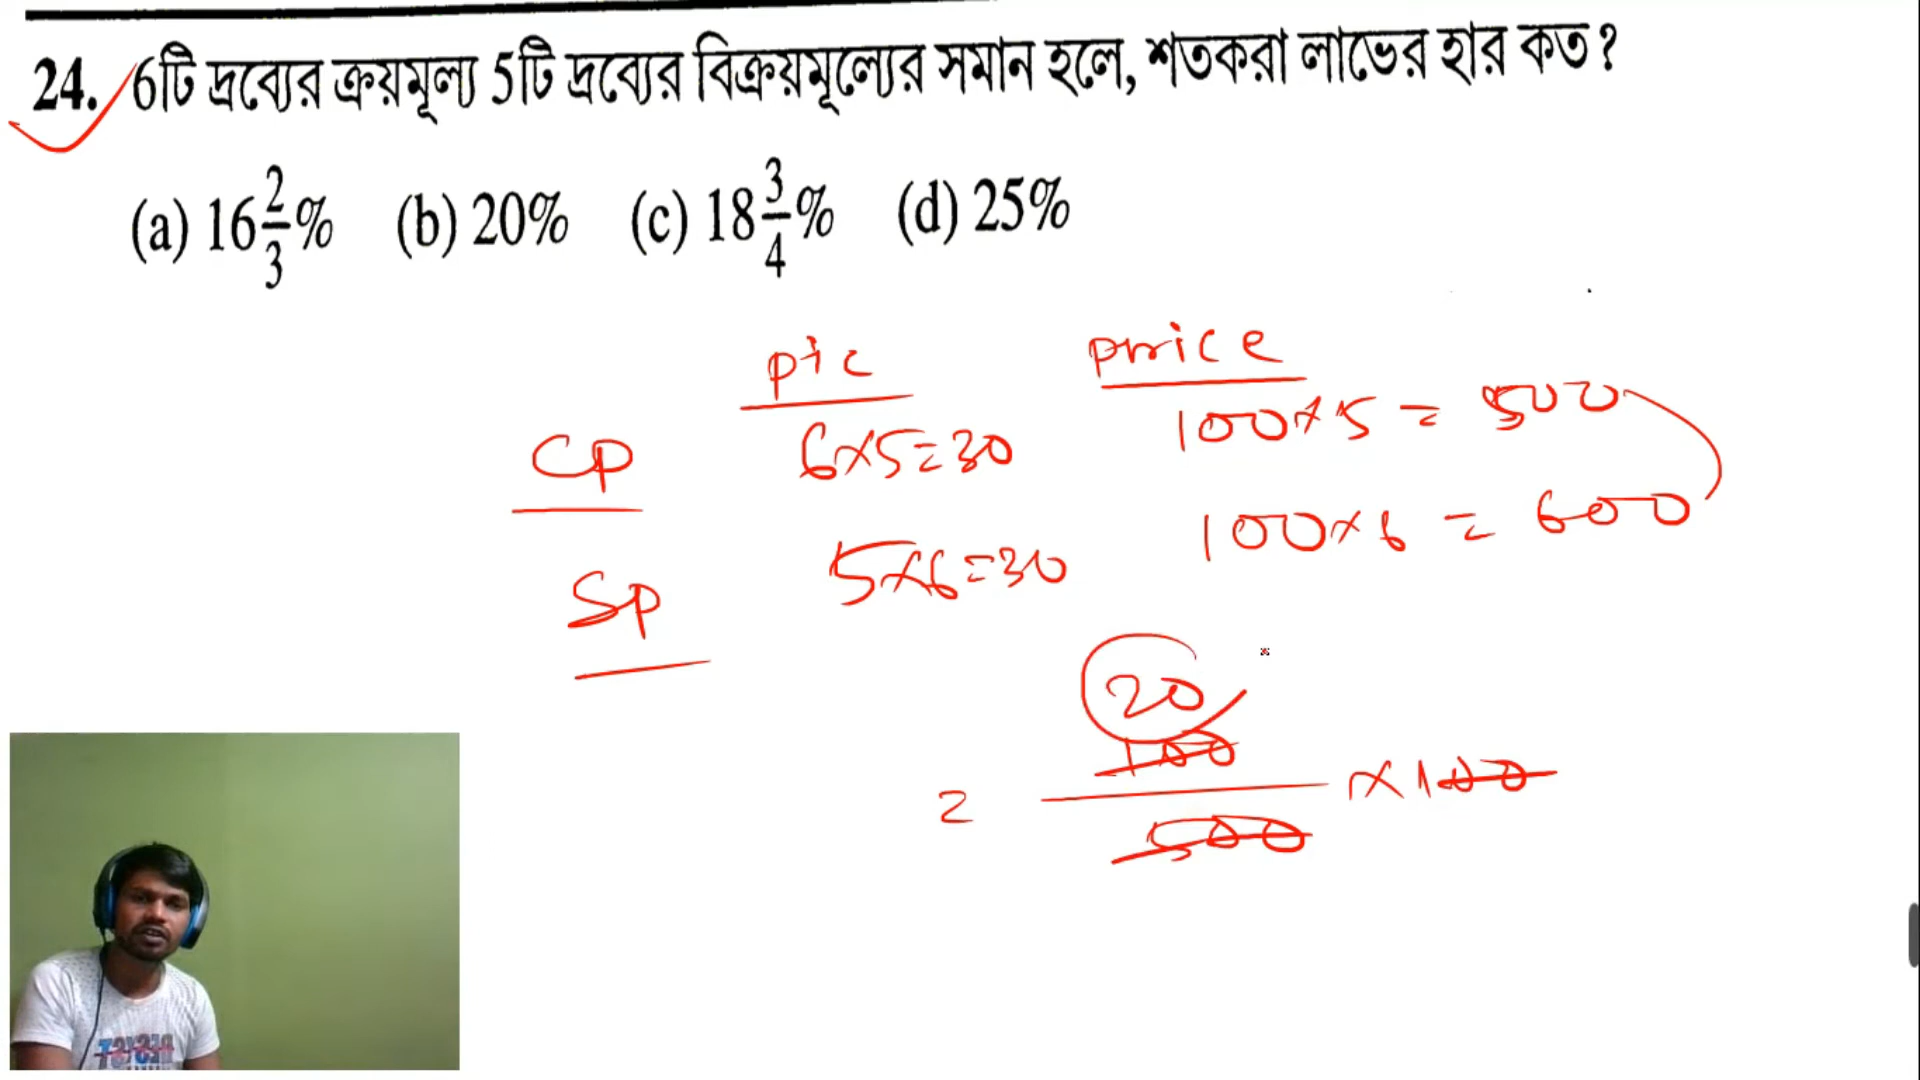 24. 6টি দ্রব্যের ক্রয়মূল্য 5টি দ্রব্যের বিক্রয়মূল্যের সমান হলে, শতকরা লাভের হার কত?
(a) 16 2/3% (b) 20% (c) 18 3/4% (d) 25%
pic price
CP 6×5=30 100×5 = 500
SP 5×6=30 100×6 = 600
20
= 100/500 ×100